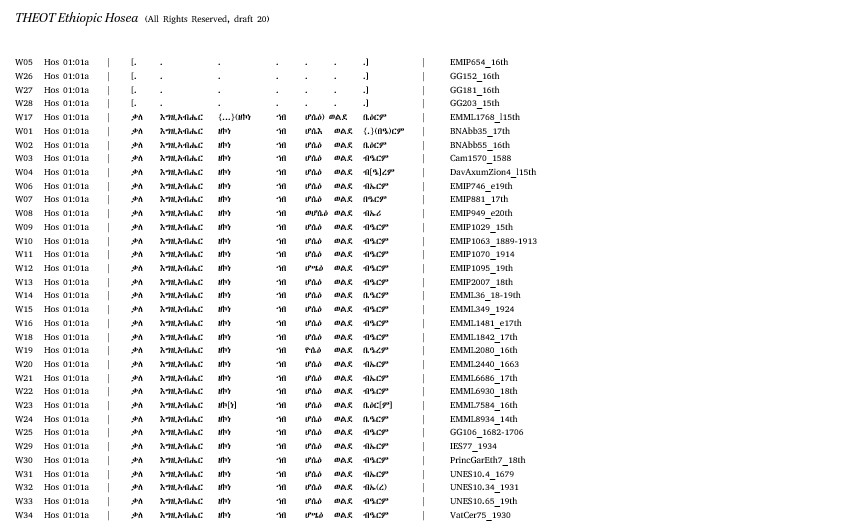 THEOT Ethiopic Hosea (All Rights Reserved, draft 20)
W05 Hos 01:01a | [. . . . . . .] | EMIP654_16th
W26 Hos 01:01a | [. . . . . . .] | GG152_16th
W27 Hos 01:01a | [. . . . . . .] | GG181_16th
W28 Hos 01:01a | [. . . . . . .] | GG203_15th
W17 Hos 01:01a | ቃለ እግዚአብሔር (...)(ዘኮነ ኀበ ሆሴዕ) ወልደ ቤዕርም | EMML1768_l15th
W01 Hos 01:01a | ቃለ እግዚአብሔር ዘኮነ ኀበ ሆሴእ ወልደ (.)(በዔ)ርም | BNAbb35_17th
W02 Hos 01:01a | ቃለ እግዚአብሔር ዘኮነ ኀበ ሆሴዕ ወልደ ቤዕርም | BNAbb55_16th
W03 Hos 01:01a | ቃለ እግዚአብሔር ዘኮነ ኀበ ሆሴዕ ወልደ ብዔርም | Cam1570_1588
W04 Hos 01:01a | ቃለ እግዚአብሔር ዘኮነ ኀበ ሆሴዕ ወልደ ብ[ዔ]ረም | DavAxumZion4_l15th
W06 Hos 01:01a | ቃለ እግዚአብሔር ዘኮነ ኀበ ሆሴዕ ወልደ ብኤርም | EMIP746_e19th
W07 Hos 01:01a | ቃለ እግዚአብሔር ዘኮነ ኀበ ሆሴዕ ወልደ በዔርም | EMIP881_17th
W08 Hos 01:01a | ቃለ እግዚአብሔር ዘኮነ ኀበ ወሆሴዕ ወልደ ብኤሪ | EMIP949_e20th
W09 Hos 01:01a | ቃለ እግዚአብሔር ዘኮነ ኀበ ሆሴዕ ወልደ ብዔርም | EMIP1029_15th
W10 Hos 01:01a | ቃለ እግዚአብሔር ዘኮነ ኀበ ሆሴዕ ወልደ ብዔርም | EMIP1063_1889-1913
W11 Hos 01:01a | ቃለ እግዚአብሔር ዘኮነ ኀበ ሆሴዕ ወልደ ብዔርም | EMIP1070_1914
W12 Hos 01:01a | ቃለ እግዚአብሔር ዘኮነ ኀበ ሆሤዕ ወልደ ብዔርም | EMIP1095_19th
W13 Hos 01:01a | ቃለ እግዚአብሔር ዘኮነ ኀበ ሆሴዕ ወልደ ብዔርም | EMIP2007_18th
W14 Hos 01:01a | ቃለ እግዚአብሔር ዘኮነ ኀበ ሆሴዕ ወልደ ቤዔርም | EMML36_18-19th
W15 Hos 01:01a | ቃለ እግዚአብሔር ዘኮነ ኀበ ሆሴዕ ወልደ ብዔርም | EMML349_1924
W16 Hos 01:01a | ቃለ እግዚአብሔር ዘኮነ ኀበ ሆሴዕ ወልደ ብዔርም | EMML1481_e17th
W18 Hos 01:01a | ቃለ እግዚአብሔር ዘኮነ ኀበ ሆሴዕ ወልደ ብዔርም | EMML1842_17th
W19 Hos 01:01a | ቃለ እግዚአብሔር ዘኮነ ኀበ ዮሴዕ ወልደ ቤዔረም | EMML2080_16th
W20 Hos 01:01a | ቃለ እግዚአብሔር ዘኮነ ኀበ ሆሴዕ ወልደ ብኤርም | EMML2440_1663
W21 Hos 01:01a | ቃለ እግዚአብሔር ዘኮነ ኀበ ሆሴዕ ወልደ ብኤርም | EMML6686_17th
W22 Hos 01:01a | ቃለ እግዚአብሔር ዘኮነ ኀበ ሆሴዕ ወልደ ብዔርም | EMML6930_18th
W23 Hos 01:01a | ቃለ እግዚአብሔር ዘኮ[ነ] ኀበ ሆሴዕ ወልደ ቤዕር[ም] | EMML7584_16th
W24 Hos 01:01a | ቃለ እግዚአብሔር ዘኮነ ኀበ ሆሴዕ ወልደ ቤዔርም | EMML8934_14th
W25 Hos 01:01a | ቃለ እግዚአብሔር ዘኮነ ኀበ ሆሴዕ ወልደ ብዔርም | GG106_1682-1706
W29 Hos 01:01a | ቃለ እግዚአብሔር ዘኮነ ኀበ ሆሴዕ ወልደ ብኤርም | IES77_1934
W30 Hos 01:01a | ቃለ እግዚአብሔር ዘኮነ ኀበ ሆሴዕ ወልደ ብዔርም | PrincGarEth7_18th
W31 Hos 01:01a | ቃለ እግዚአብሔር ዘኮነ ኀበ ሆሴዕ ወልደ ብኤርም | UNES10.4_1679
W32 Hos 01:01a | ቃለ እግዚአብሔር ዘኮነ ኀበ ሆሴዕ ወልደ ብኤ(ረ) | UNES10.34_1931
W33 Hos 01:01a | ቃለ እግዚአብሔር ዘኮነ ኀበ ሆሴዕ ወልደ ብዔርም | UNES10.65_19th
W34 Hos 01:01a | ቃለ እግዚአብሔር ዘኮነ ኀበ ሆሤዕ ወልደ ብዔርም | VatCer75_1930